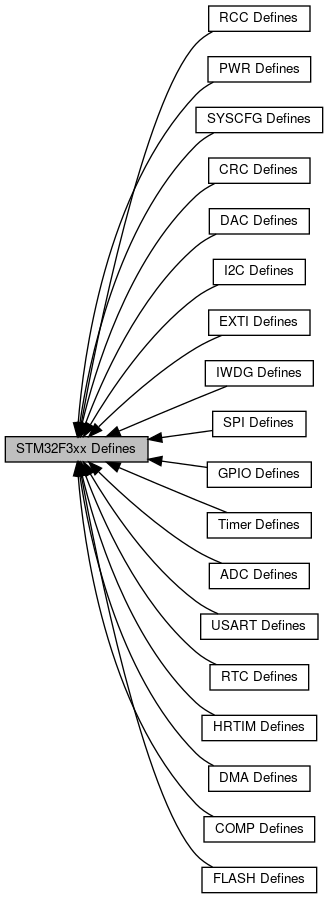 RCC Defines
PWR Defines
SYSCFG Defines
CRC Defines
DAC Defines
I2C Defines
EXTI Defines
IWDG Defines
SPI Defines
STM32F3xx Defines
GPIO Defines
Timer Defines
ADC Defines
USART Defines
RTC Defines
HRTIM Defines
DMA Defines
COMP Defines
FLASH Defines